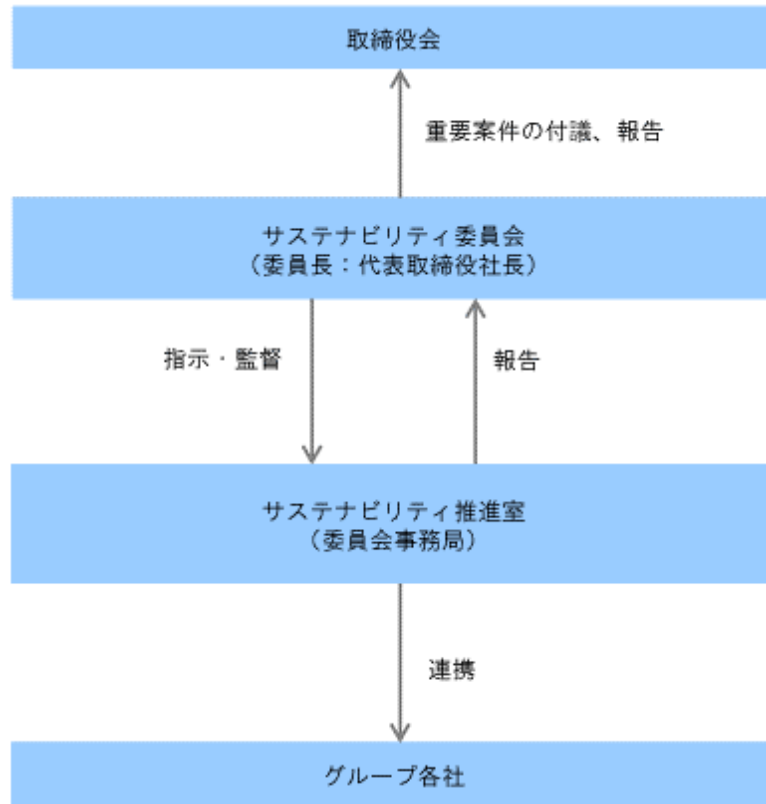 取締役会
重要案件の付議、報告
サステナビリティ委員会
（委員長：代表取締役社長）
指示・監督
報告
サステナビリティ推進室
（委員会事務局）
連携
グループ各社